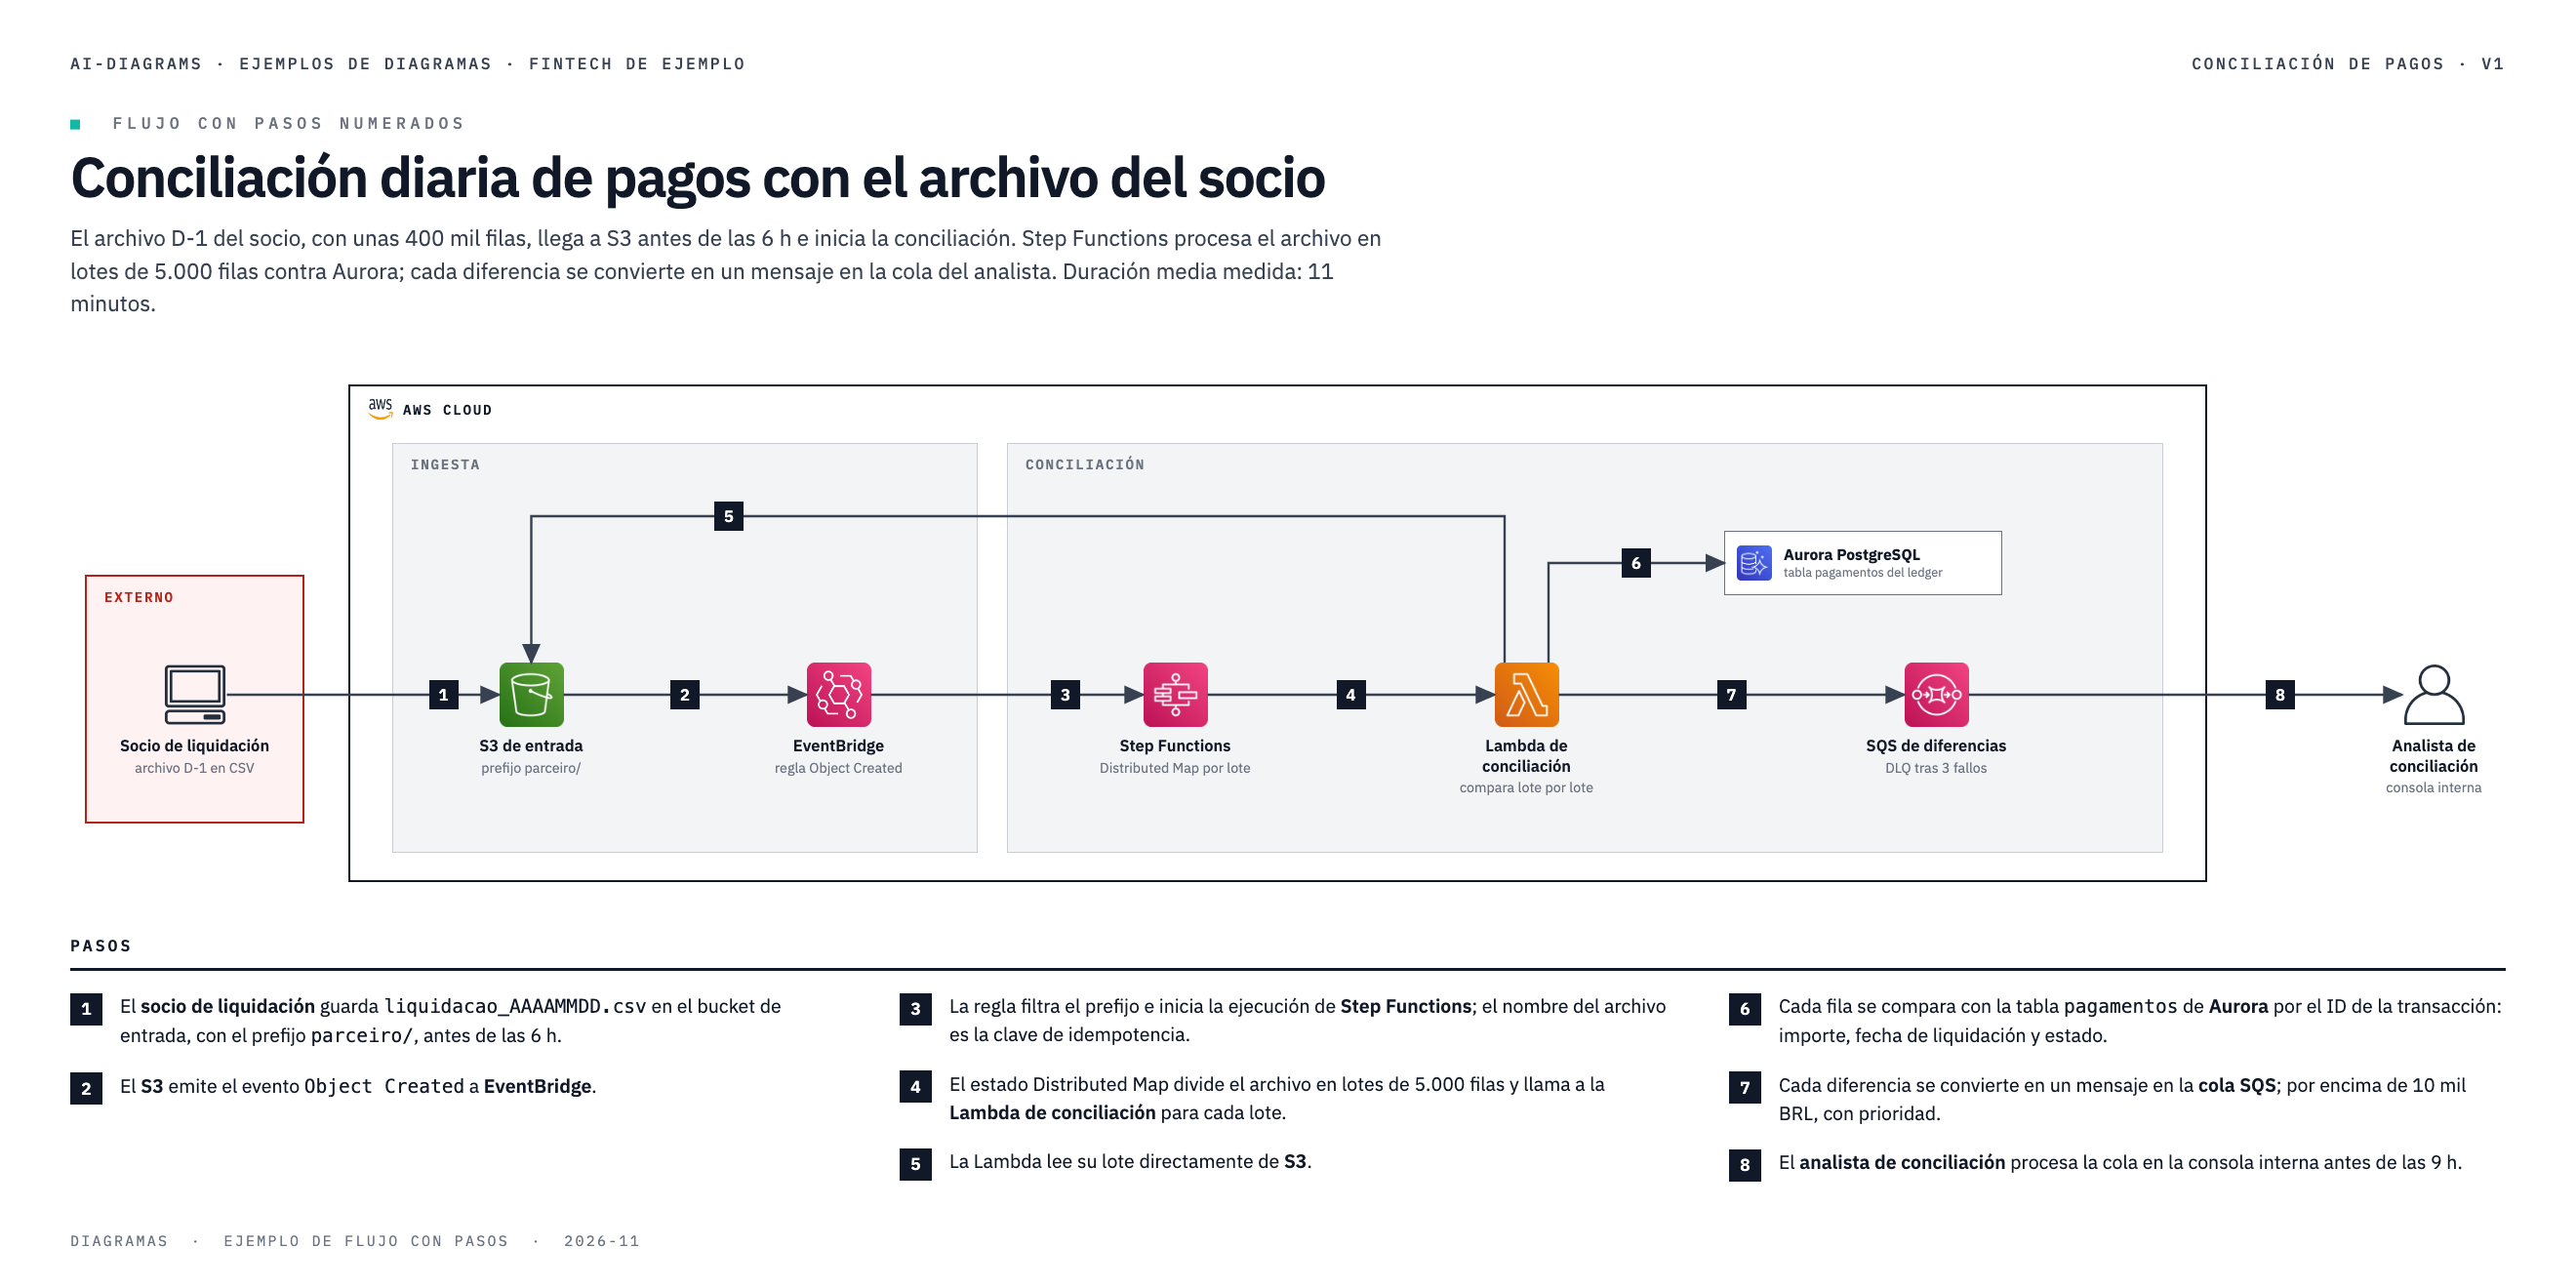 AI-DIAGRAMS · EJEMPLOS DE DIAGRAMAS · FINTECH DE EJEMPLO
CONCILIACIÓN DE PAGOS · V1
FLUJO CON PASOS NUMERADOS
Conciliación diaria de pagos con el archivo del socio
El archivo D-1 del socio, con unas 400 mil filas, llega a S3 antes de las 6 h e inicia la conciliación. Step Functions procesa el archivo en
lotes de 5.000 filas contra Aurora; cada diferencia se convierte en un mensaje en la cola del analista. Duración media medida: 11
minutos.
aws AWS CLOUD
INGESTA
CONCILIACIÓN
5
6
Aurora PostgreSQL
tabla pagamentos del ledger
EXTERNO
1
2
3
4
7
8
Socio de liquidación
archivo D-1 en CSV
S3 de entrada
prefijo parceiro/
EventBridge
regla Object Created
Step Functions
Distributed Map por lote
Lambda de
conciliación
compara lote por lote
SQS de diferencias
DLQ tras 3 fallos
Analista de
conciliación
consola interna
PASOS
1 El socio de liquidación guarda liquidacao_AAAAMMDD.csv en el bucket de
entrada, con el prefijo parceiro/, antes de las 6 h.
2 El S3 emite el evento Object Created a EventBridge.
3 La regla filtra el prefijo e inicia la ejecución de Step Functions; el nombre del archivo
es la clave de idempotencia.
4 El estado Distributed Map divide el archivo en lotes de 5.000 filas y llama a la
Lambda de conciliación para cada lote.
5 La Lambda lee su lote directamente de S3.
6 Cada fila se compara con la tabla pagamentos de Aurora por el ID de la transacción:
importe, fecha de liquidación y estado.
7 Cada diferencia se convierte en un mensaje en la cola SQS; por encima de 10 mil
BRL, con prioridad.
8 El analista de conciliación procesa la cola en la consola interna antes de las 9 h.
DIAGRAMAS · EJEMPLO DE FLUJO CON PASOS · 2026-11